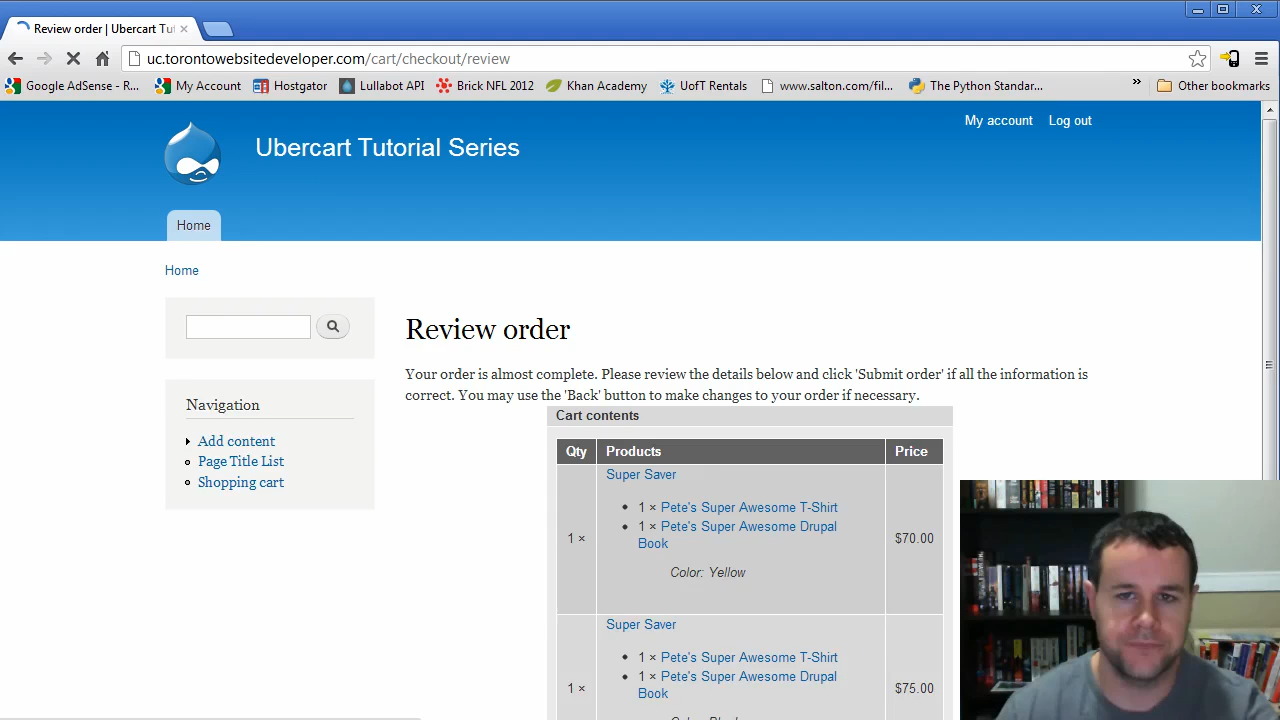 Review order | Ubercart Tu
uc.torontowebsitedeveloper.com/cart/checkout/review
Google AdSense - R... My Account Hostgator Lullabot API Brick NFL 2012 Khan Academy UofT Rentals www.salton.com/fil... The Python Standar... » Other bookmarks
My account Log out
Ubercart Tutorial Series
Home
Home
Review order
Your order is almost complete. Please review the details below and click 'Submit order' if all the information is
correct. You may use the 'Back' button to make changes to your order if necessary.
Navigation
Add content
Page Title List
Shopping cart
Cart contents
Qty Products Price
Super Saver
1 × Pete's Super Awesome T-Shirt
1 × Pete's Super Awesome Drupal
Book
1 × $70.00
Color: Yellow
Super Saver
1 × Pete's Super Awesome T-Shirt
1 × Pete's Super Awesome Drupal
Book
1 × $75.00